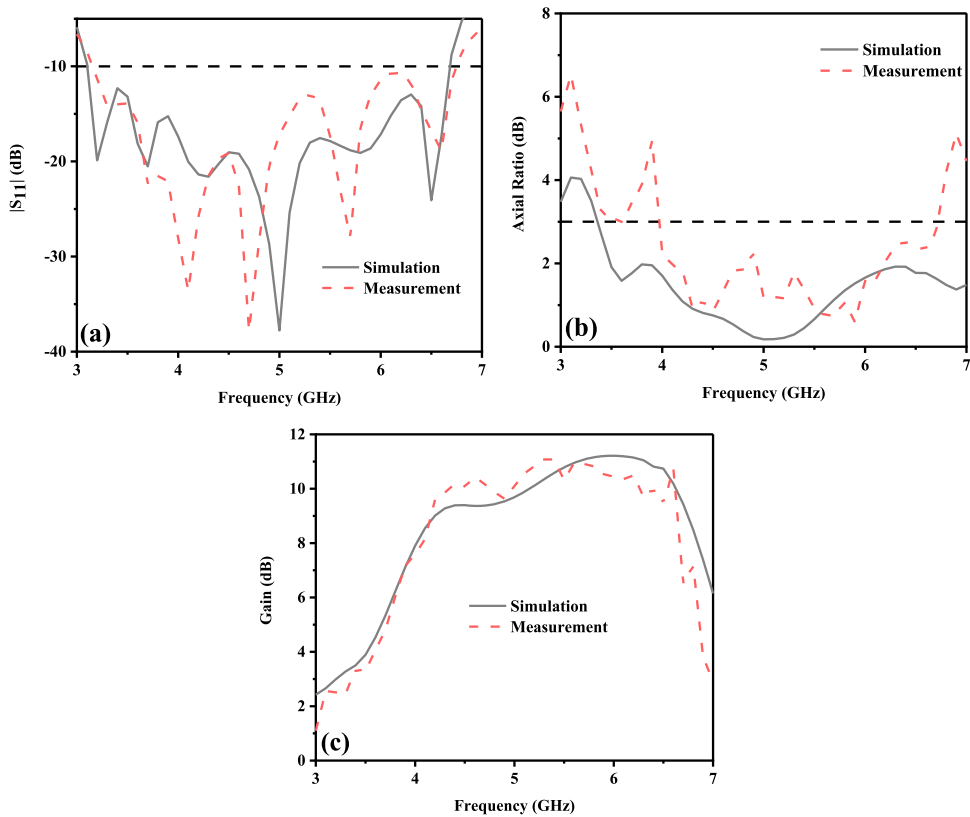 -10
-20
-30
-40
3
4
5
6
7
|S11| (dB)
Frequency (GHz)
Simulation
Measurement
(a)
8
6
4
2
0
3
4
5
6
7
Axial Ratio (dB)
Frequency (GHz)
Simulation
Measurement
(b)
12
10
8
6
4
2
0
3
4
5
6
7
Gain (dB)
Frequency (GHz)
Simulation
Measurement
(c)